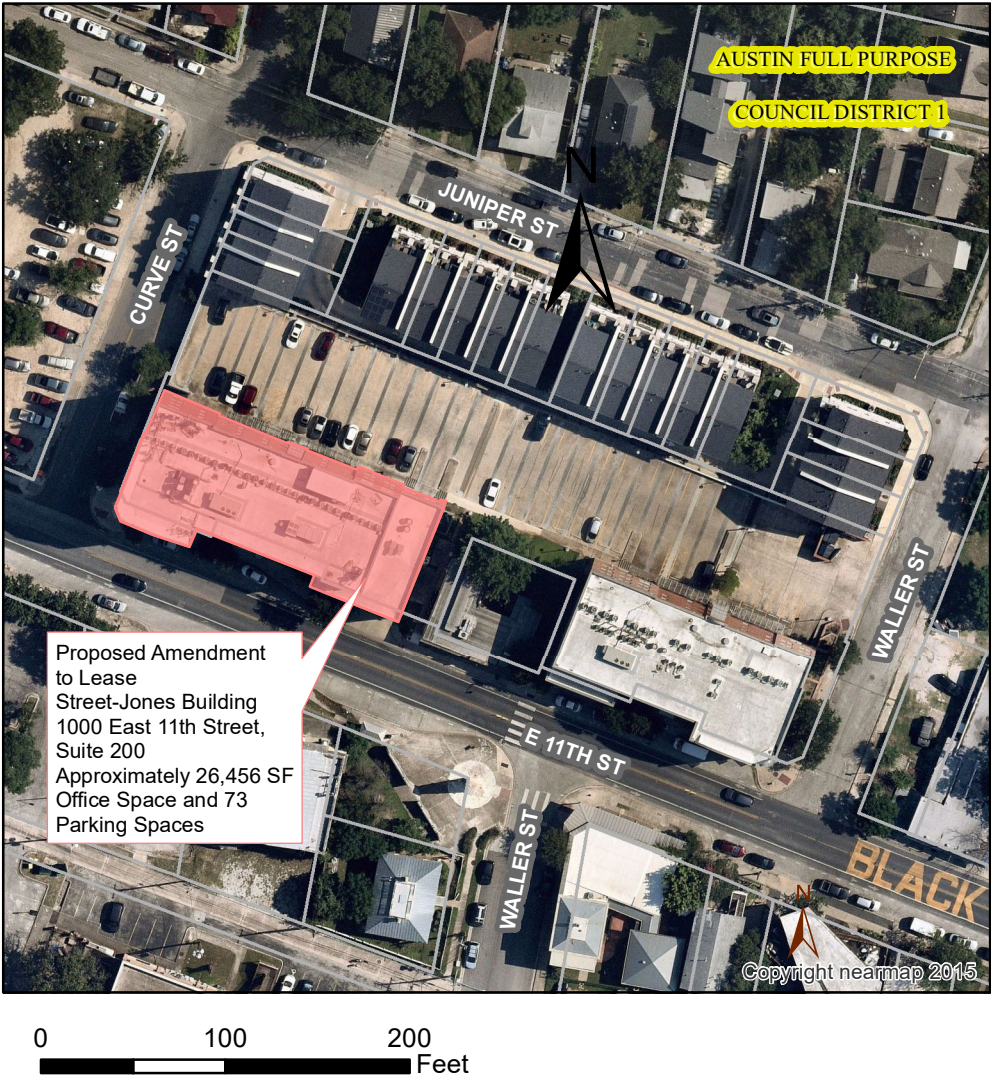 AUSTIN FULL PURPOSE
COUNCIL DISTRICT 1
N
JUNIPER ST
CURVE ST
WALLER ST
Proposed Amendment
to Lease
Street-Jones Building
1000 East 11th Street,
Suite 200
Approximately 26,456 SF
Office Space and 73
Parking Spaces
E 11TH ST
WALLER ST
BLACK
N
Copyright nearmap 2015
0 100 200
Feet